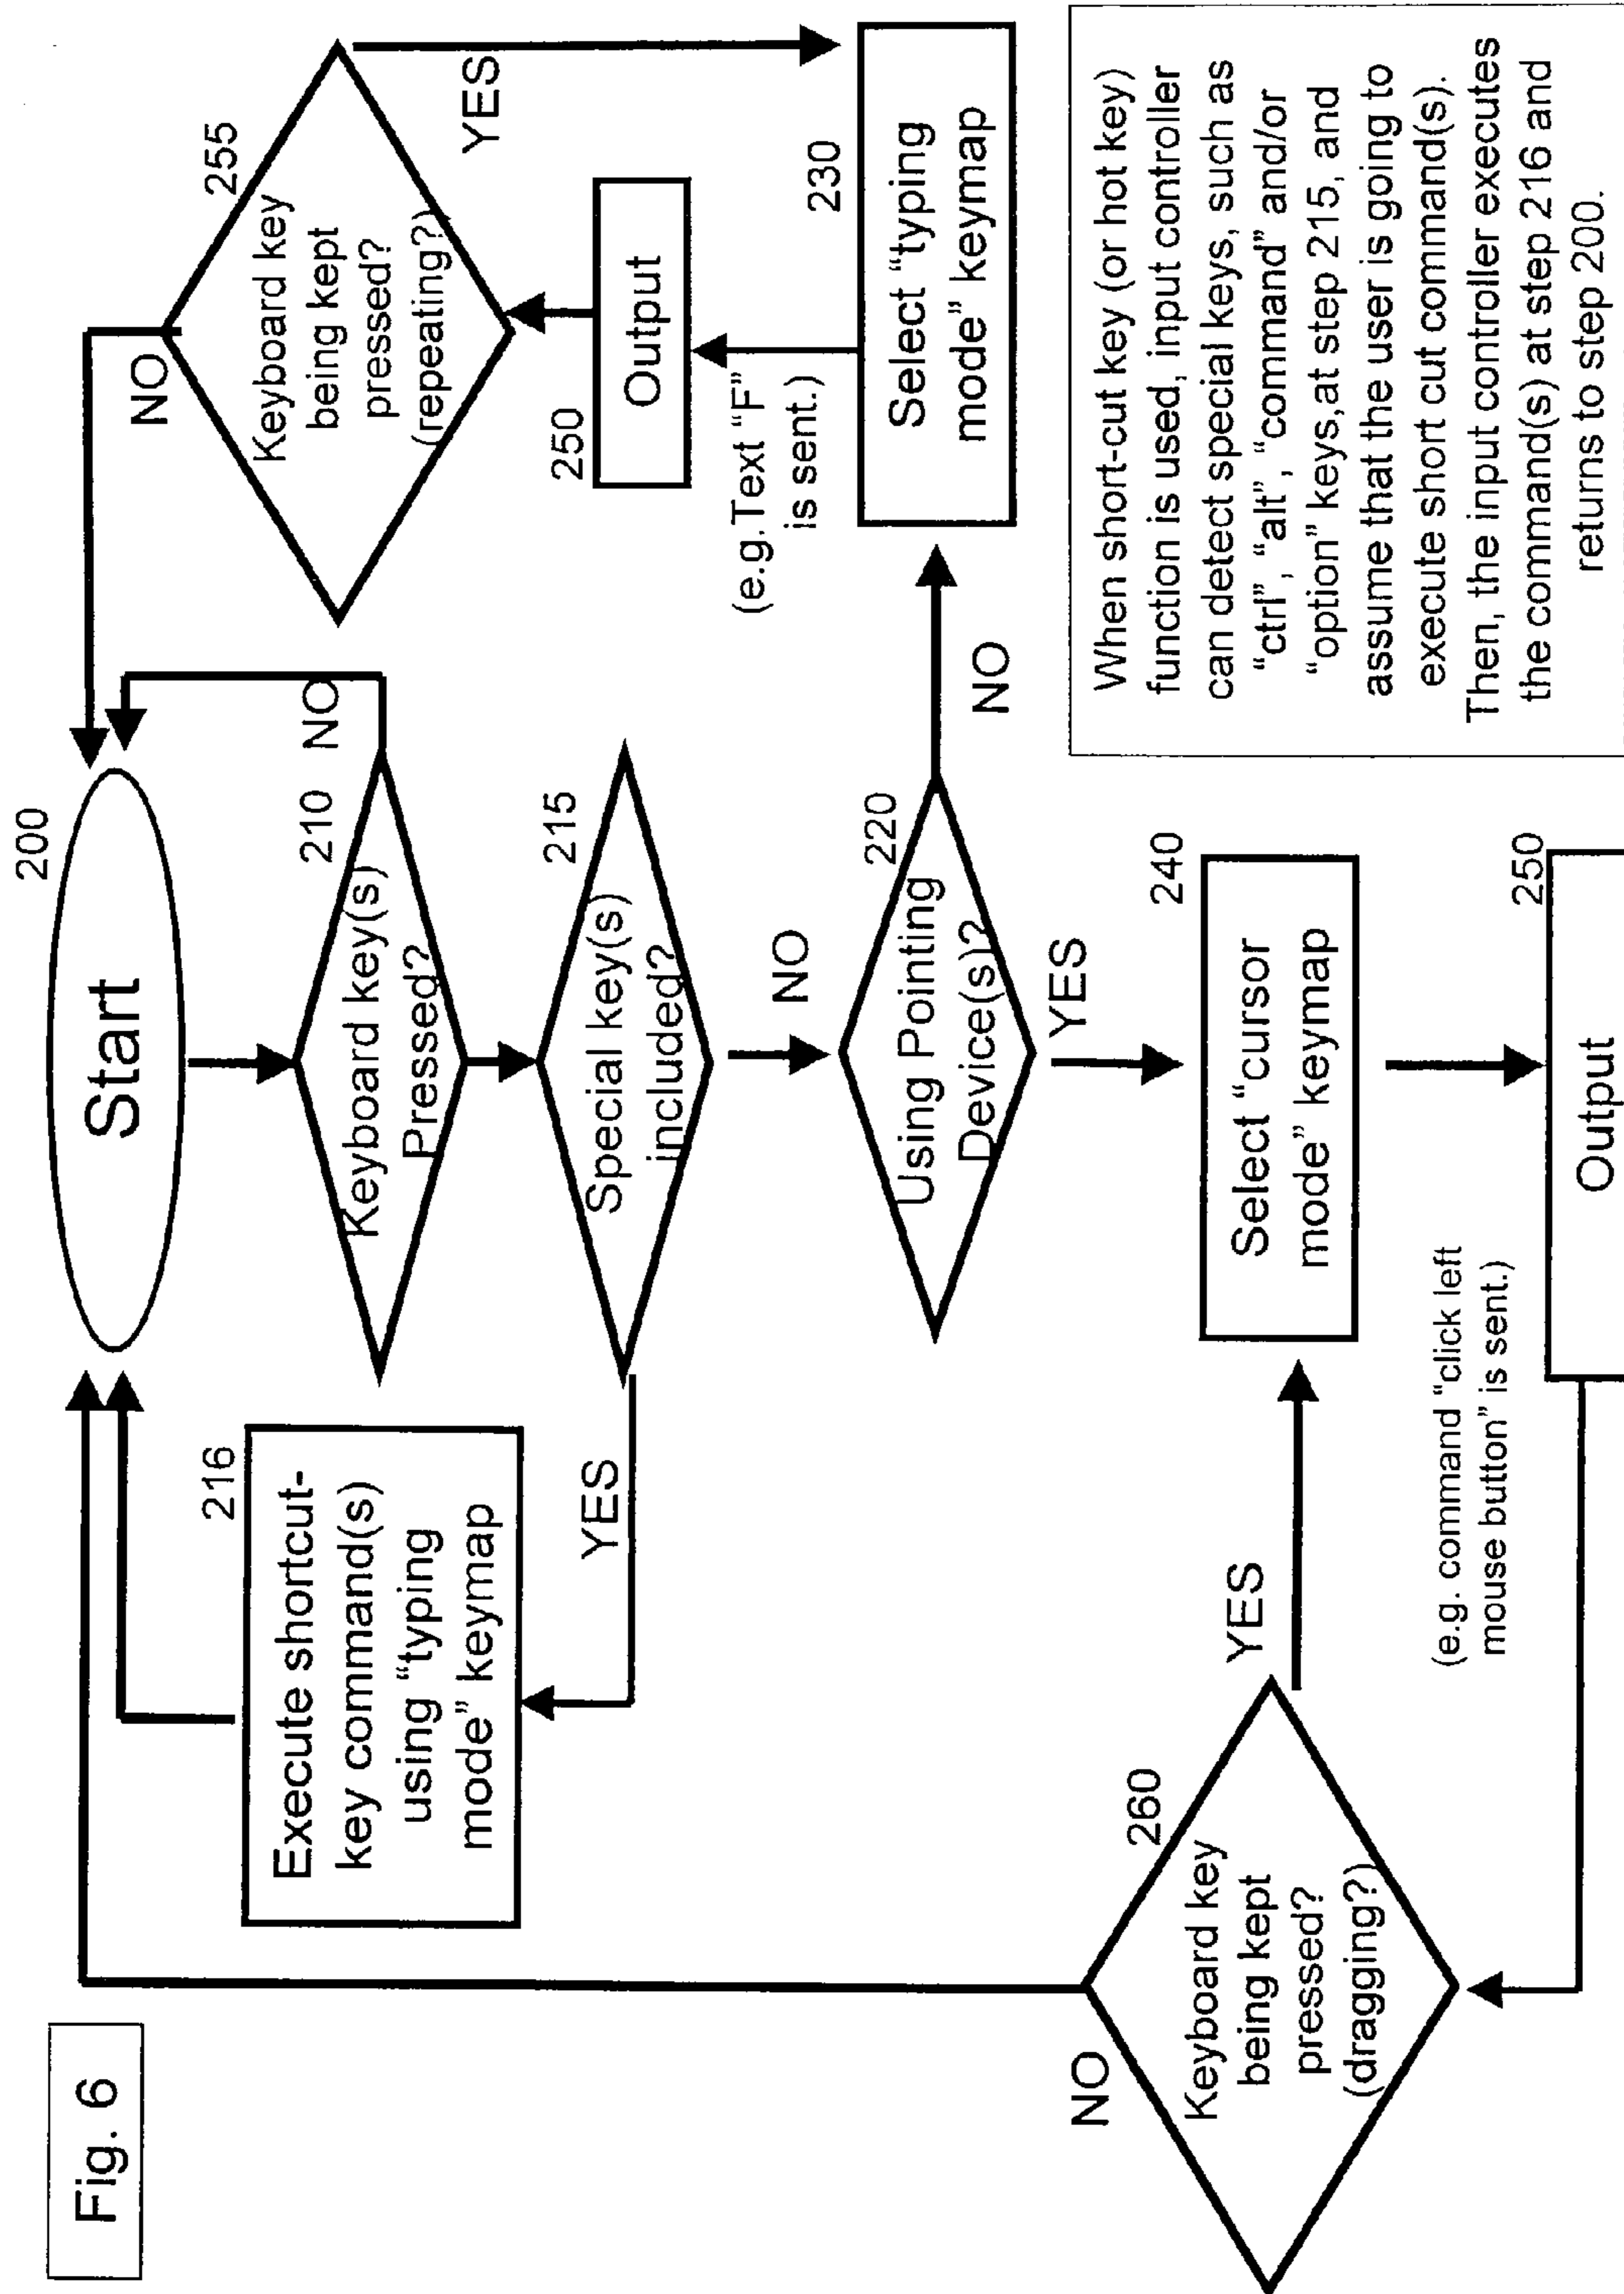 Fig. 6
200
Start
210
Keyboard key(s)
Pressed?
NO
215
Special key(s)
included?
YES
NO
216
Execute shortcut-
key command(s)
using "typing
mode" keymap
220
Using Pointing
Device(s)?
YES
NO
230
Select "typing
mode" keymap
(e.g.Text "F"
is sent.)
250
Output
255
Keyboard key
being kept
pressed?
(repeating?)
YES
NO
240
Select "cursor
mode" keymap
(e.g. command "click left
mouse button" is sent.)
250
Output
260
Keyboard key
being kept
pressed?
(dragging?)
YES
NO
When short-cut key (or hot key)
function is used, input controller
can detect special keys, such as
"ctrl", "alt", "command" and/or
"option" keys,at step 215, and
assume that the user is going to
execute short cut command(s).
Then, the input controller executes
the command(s) at step 216 and
returns to step 200.